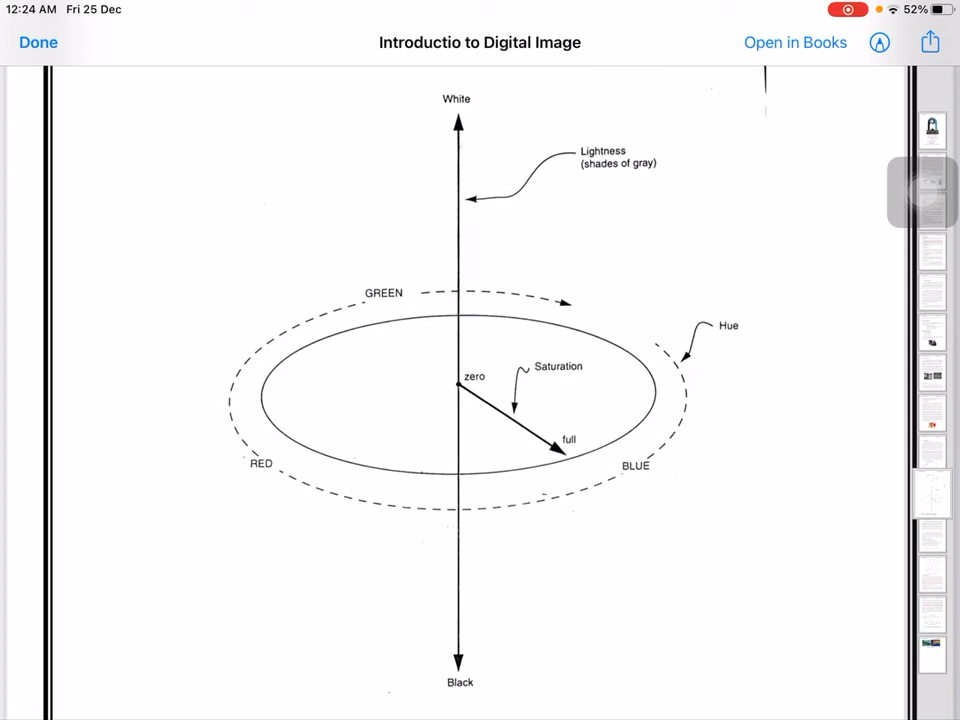 12:24 AM Fri 25 Dec
52%
Done
Introductio to Digital Image
Open in Books
White
Lightness
(shades of gray)
GREEN
Hue
Saturation
zero
full
RED
BLUE
Black